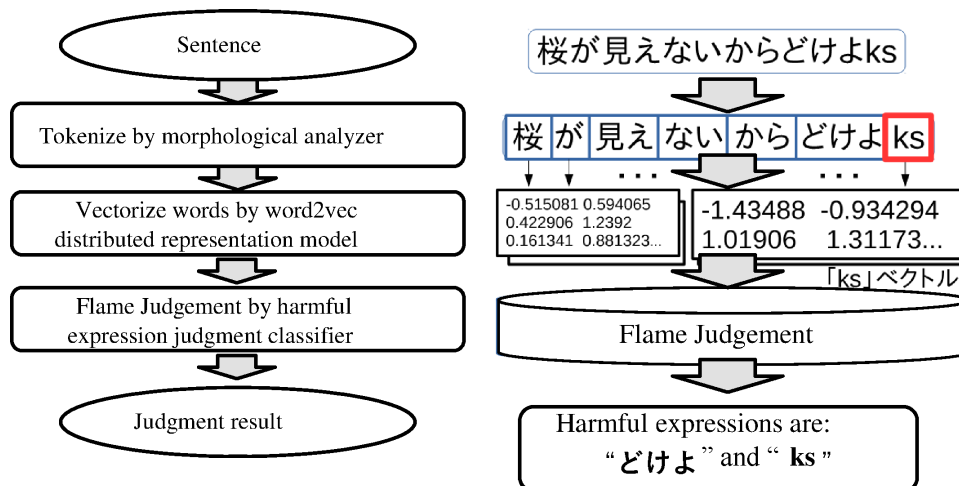 Sentence
Tokenize by morphological analyzer
Vectorize words by word2vec
distributed representation model
Flame Judgement by harmful
expression judgment classifier
Judgment result
桜が見えないからどけよks
桜 が 見え ない から どけよ ks
... ...
-0.515081 0.594065
0.422906 1.2392
0.161341 0.881323...
-1.43488 -0.934294
1.01906 1.31173...
「ks」ベクトル
Flame Judgement
Harmful expressions are:
“どけよ” and “ ks ”